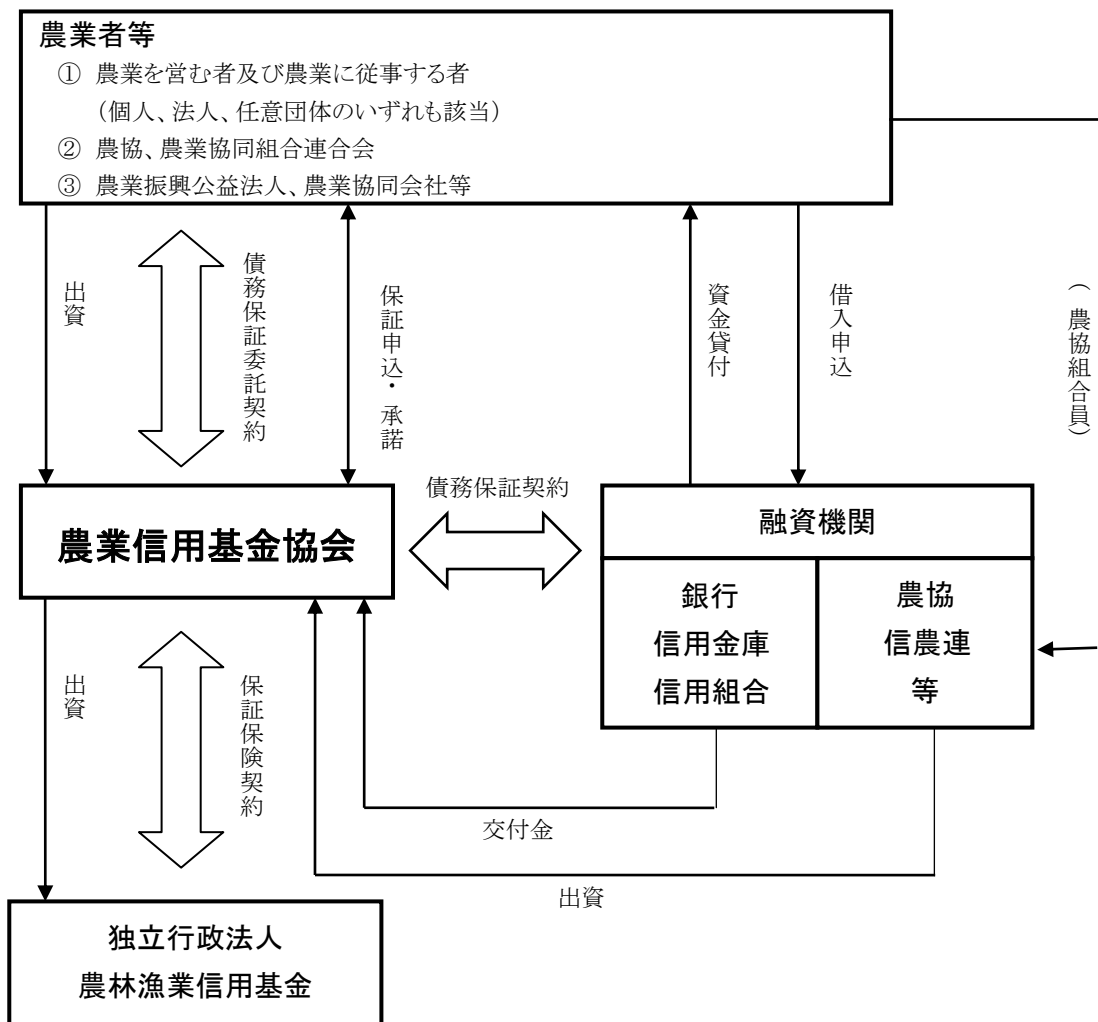 農業者等
① 農業を営む者及び農業に従事する者
（個人、法人、任意団体のいずれも該当）
② 農協、農業協同組合連合会
③ 農業振興公益法人、農業協同会社等
出資
債務保証委託契約
保証申込・承諾
資金貸付
借入申込
（農協組合員）
農業信用基金協会
債務保証契約
融資機関
銀行
信用金庫
信用組合
農協
信農連
等
出資
保証保険契約
交付金
出資
独立行政法人
農林漁業信用基金